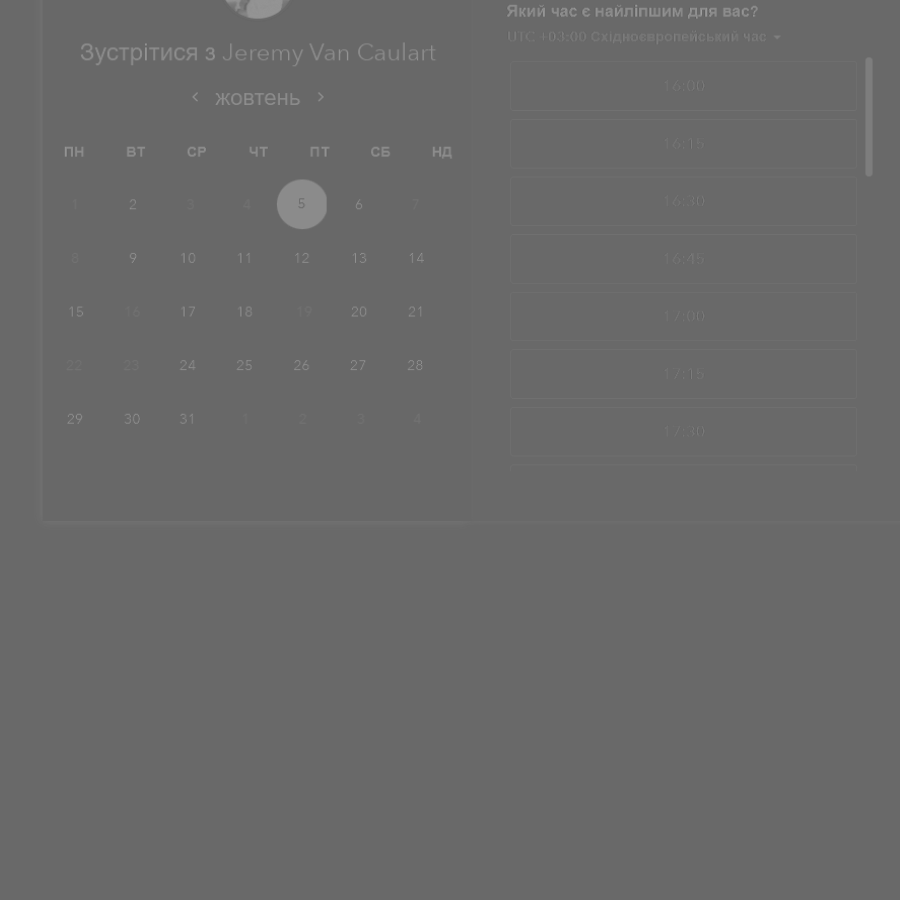 Зустрітися з Jeremy Van Caulart
жовтень
ПН ВТ СР ЧТ ПТ СБ НД
1 2 3 4 5 6 7
8 9 10 11 12 13 14
15 16 17 18 19 20 21
22 23 24 25 26 27 28
29 30 31 1 2 3 4
Який час є найліпшим для вас?
UTC +03:00 Східноєвропейський час
16:00
16:15
16:30
16:45
17:00
17:15
17:30